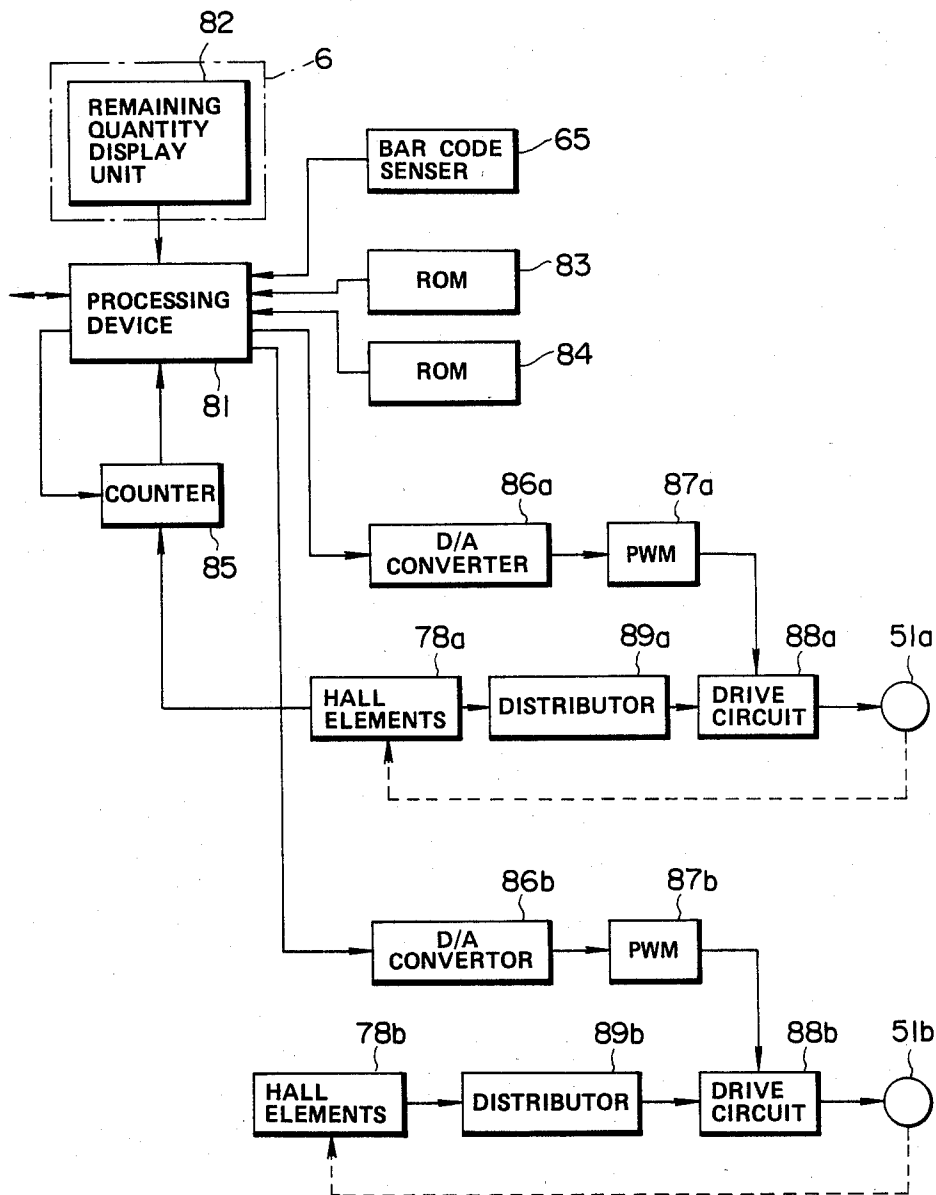 82
6
REMAINING
QUANTITY
DISPLAY
UNIT
BAR CODE
SENSER
65
PROCESSING
DEVICE
81
ROM
83
ROM
84
COUNTER
85
86a
D/A
CONVERTER
87a
PWM
78a
HALL
ELEMENTS
89a
DISTRIBUTOR
88a
DRIVE
CIRCUIT
51a
86b
D/A
CONVERTOR
87b
PWM
78b
HALL
ELEMENTS
89b
DISTRIBUTOR
88b
DRIVE
CIRCUIT
51b